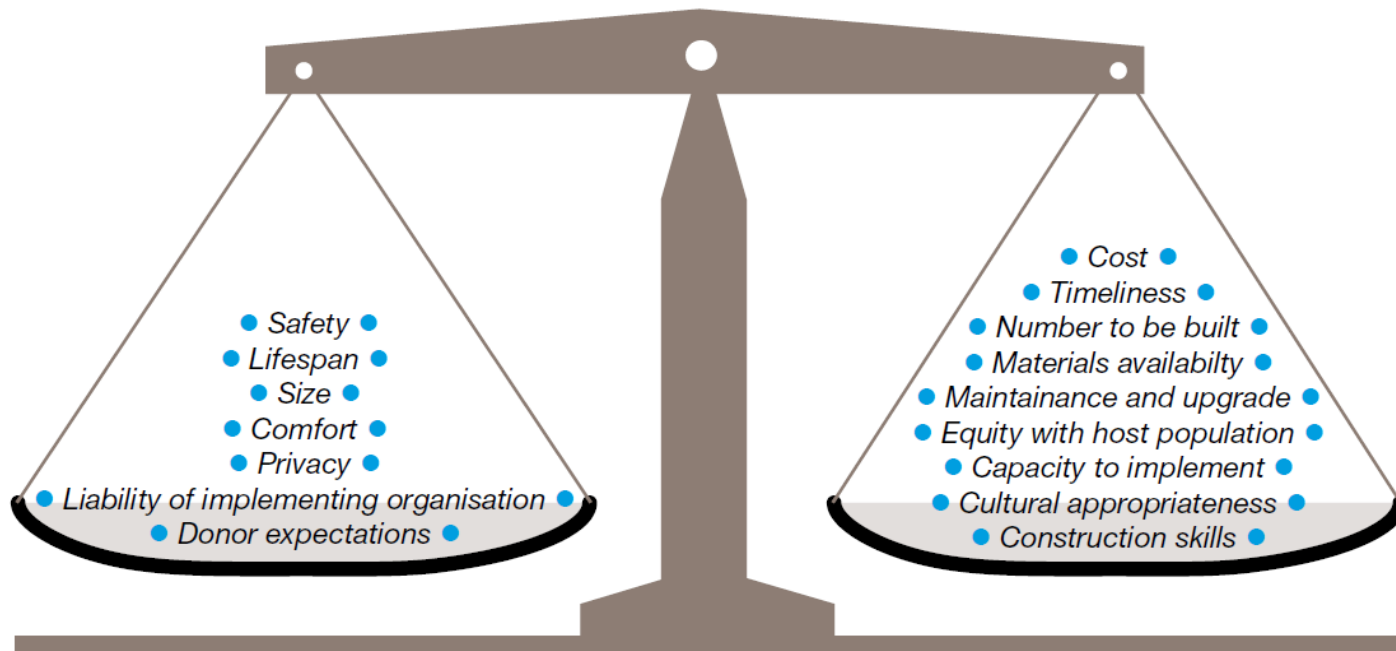 Safety
Lifespan
Size
Comfort
Privacy
Liability of implementing organisation
Donor expectations
Cost
Timeliness
Number to be built
Materials availabilty
Maintainance and upgrade
Equity with host population
Capacity to implement
Cultural appropriateness
Construction skills